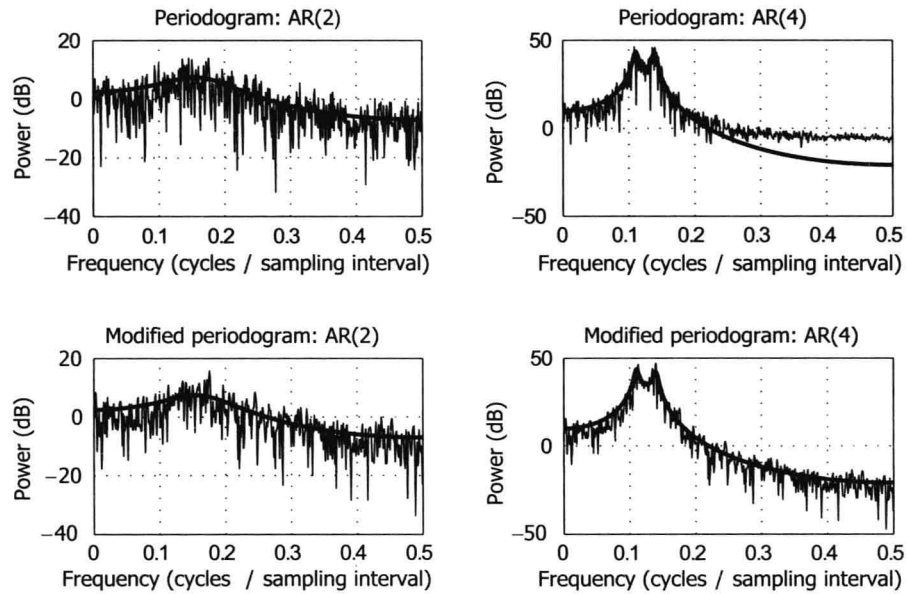 Periodogram: AR(2)
20
0
−20
−40
Power (dB)
0 0.1 0.2 0.3 0.4 0.5
Frequency (cycles / sampling interval)
Periodogram: AR(4)
50
0
−50
Power (dB)
0 0.1 0.2 0.3 0.4 0.5
Frequency (cycles / sampling interval)
Modified periodogram: AR(2)
20
0
−20
−40
Power (dB)
0 0.1 0.2 0.3 0.4 0.5
Frequency (cycles / sampling interval)
Modified periodogram: AR(4)
50
0
−50
Power (dB)
0 0.1 0.2 0.3 0.4 0.5
Frequency (cycles / sampling interval)